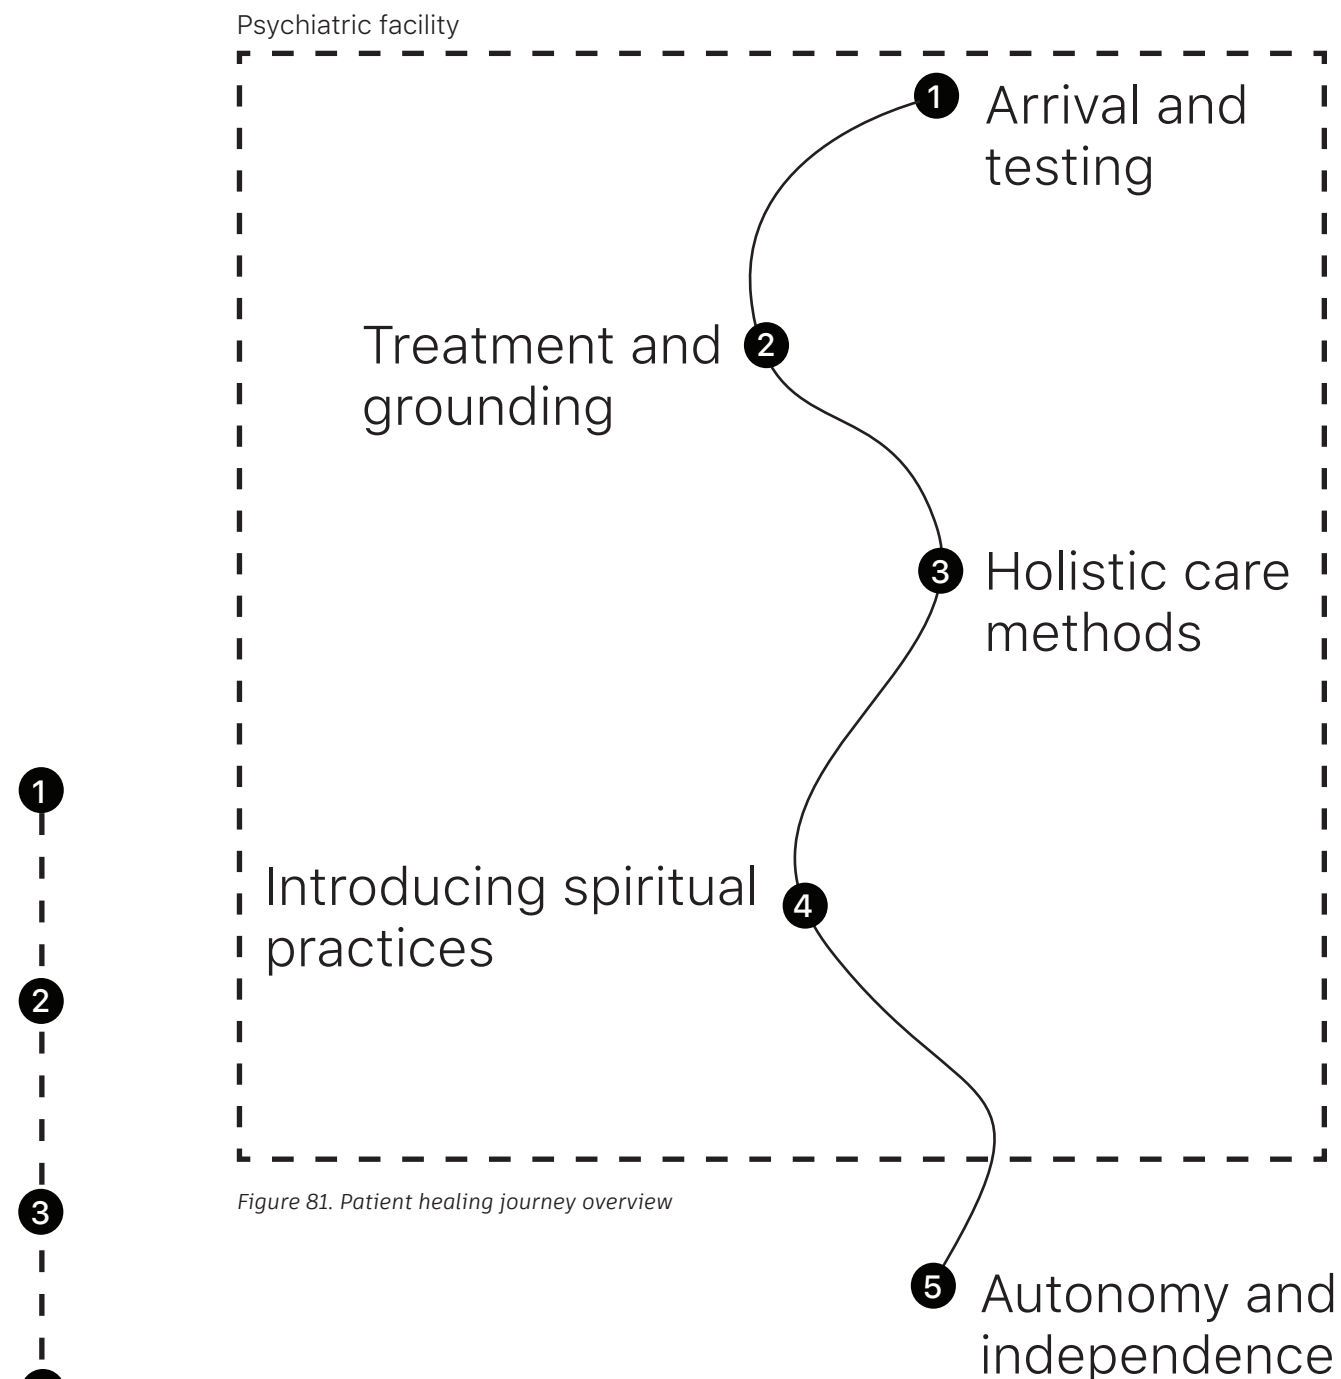 Psychiatric facility
1
Arrival and
testing
Treatment and
grounding
2
3
Holistic care
methods
Introducing spiritual
practices
4
1
2
3
Figure 81. Patient healing journey overview
5
Autonomy and
independence